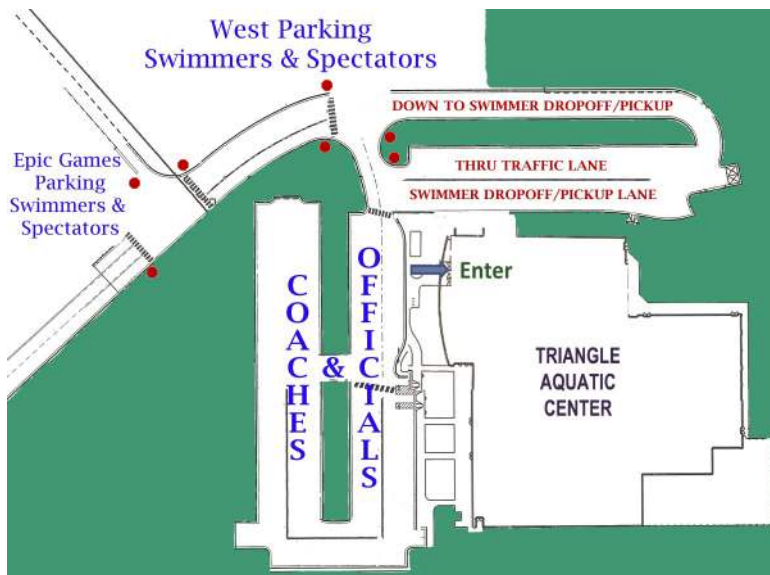 West Parking
Swimmers & Spectators
DOWN TO SWIMMER DROPOFF/PICKUP
Epic Games
Parking
Swimmers &
Spectators
THRU TRAFFIC LANE
SWIMMER DROPOFF/PICKUP LANE
COACHES
&
OFFICIALS
Enter
TRIANGLE
AQUATIC
CENTER